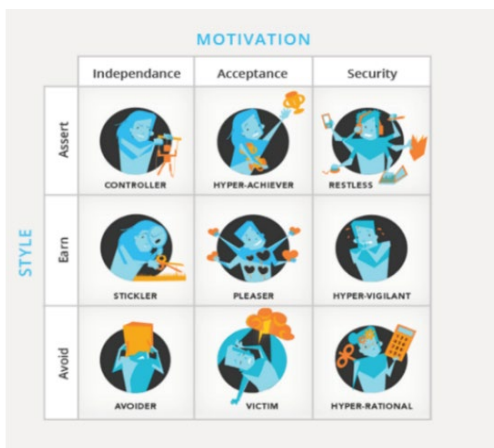 MOTIVATION
Independance Acceptance Security
STYLE
Assert
CONTROLLER HYPER-ACHIEVER RESTLESS
Earn
STICKLER PLEASER HYPER-VIGILANT
Avoid
AVOIDER VICTIM HYPER-RATIONAL